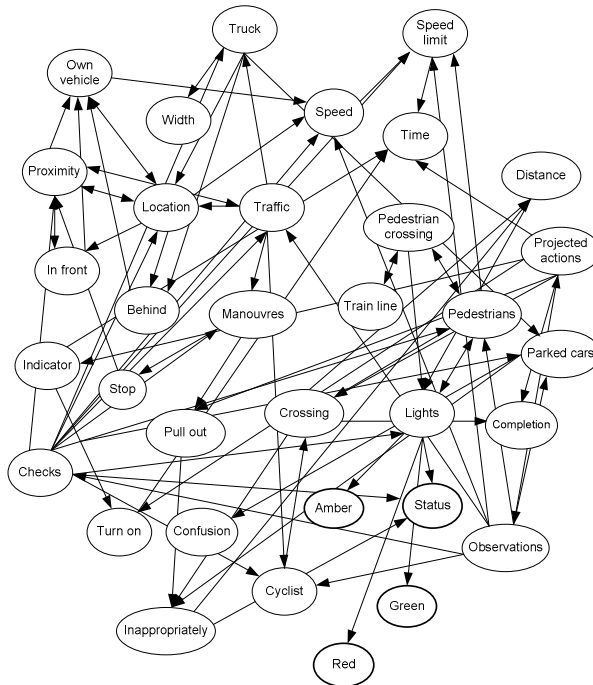 Truck
Speed
limit
Own
vehicle
Speed
Width
Time
Proximity
Distance
Location
Traffic
Pedestrian
crossing
Projected
actions
In front
Behind
Manouvres
Train line
Pedestrians
Indicator
Parked cars
Stop
Crossing
Lights
Completion
Pull out
Checks
Amber
Status
Turn on
Confusion
Observations
Cyclist
Green
Inappropriately
Red